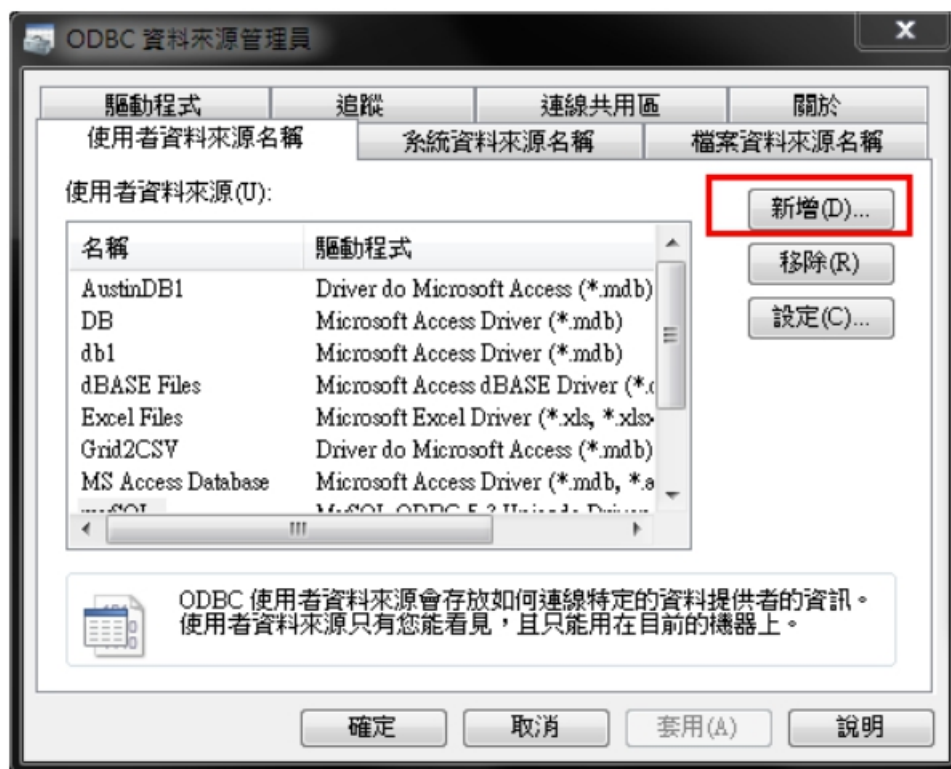 ODBC 資料來源管理員
驅動程式 追蹤 連線共用區 關於
使用者資料來源名稱 系統資料來源名稱 檔案資料來源名稱
使用者資料來源(U):
新增(D)...
名稱 驅動程式
移除(R)
AustinDB1 Driver do Microsoft Access (*.mdb)
設定(C)...
DB Microsoft Access Driver (*.mdb)
db1 Microsoft Access Driver (*.mdb)
dBASE Files Microsoft Access dBASE Driver (*.
Excel Files Microsoft Excel Driver (*.xls, *.xls
Grid2CSV Driver do Microsoft Access (*.mdb)
MS Access Database Microsoft Access Driver (*.mdb, *.a
ODBC 使用者資料來源會存放如何連線特定的資料提供者的資訊。
使用者資料來源只有您能看見，且只能用在目前的機器上。
確定 取消 套用(A) 說明